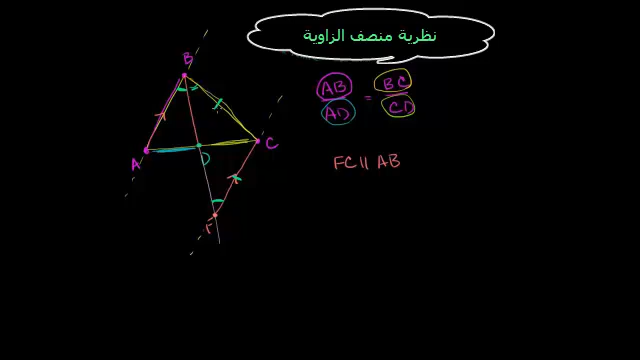 نظرية منصف الزاوية
B
AB/AD = BC/CD
A
C
D
FC || AB
F